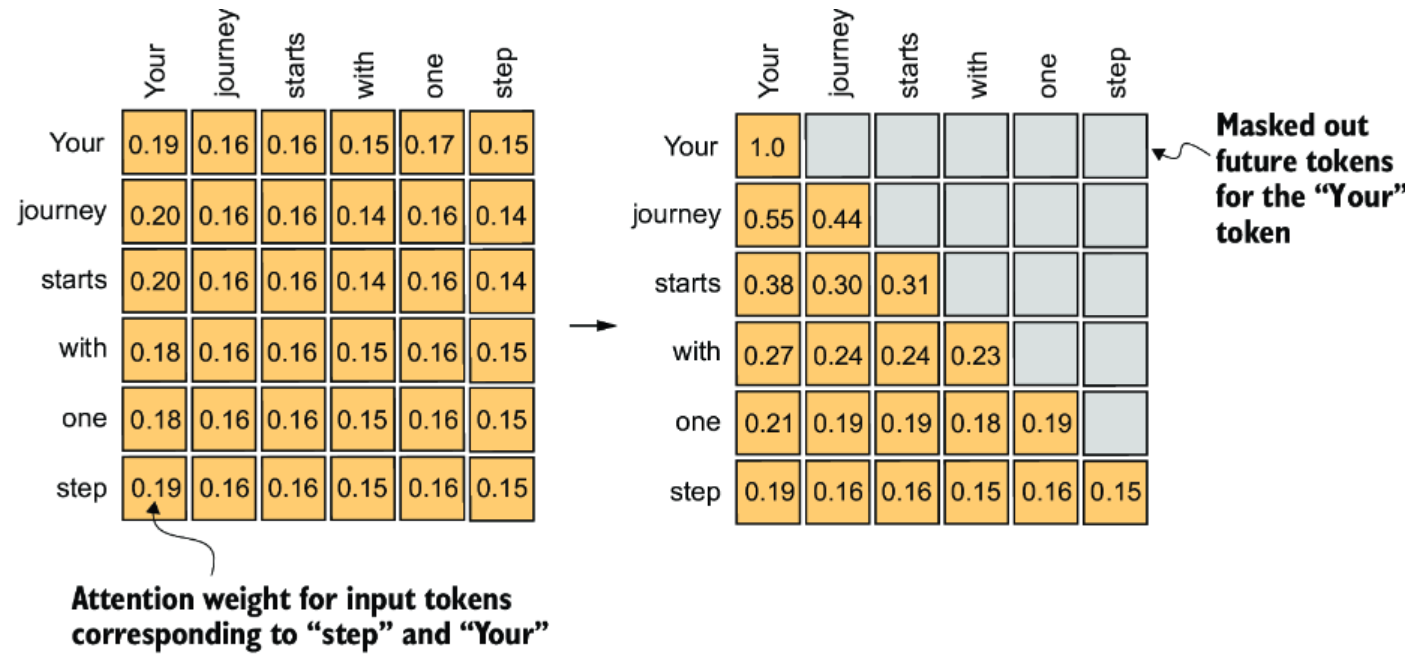 Your journey starts with one step
Your 0.19 0.16 0.16 0.15 0.17 0.15
journey 0.20 0.16 0.16 0.14 0.16 0.14
starts 0.20 0.16 0.16 0.14 0.16 0.14
with 0.18 0.16 0.16 0.15 0.16 0.15
one 0.18 0.16 0.16 0.15 0.16 0.15
step 0.19 0.16 0.16 0.15 0.16 0.15
Attention weight for input tokens
corresponding to “step” and “Your”
Your journey starts with one step
Your 1.0
journey 0.55 0.44
starts 0.38 0.30 0.31
with 0.27 0.24 0.24 0.23
one 0.21 0.19 0.19 0.18 0.19
step 0.19 0.16 0.16 0.15 0.16 0.15
Masked out
future tokens
for the “Your”
token